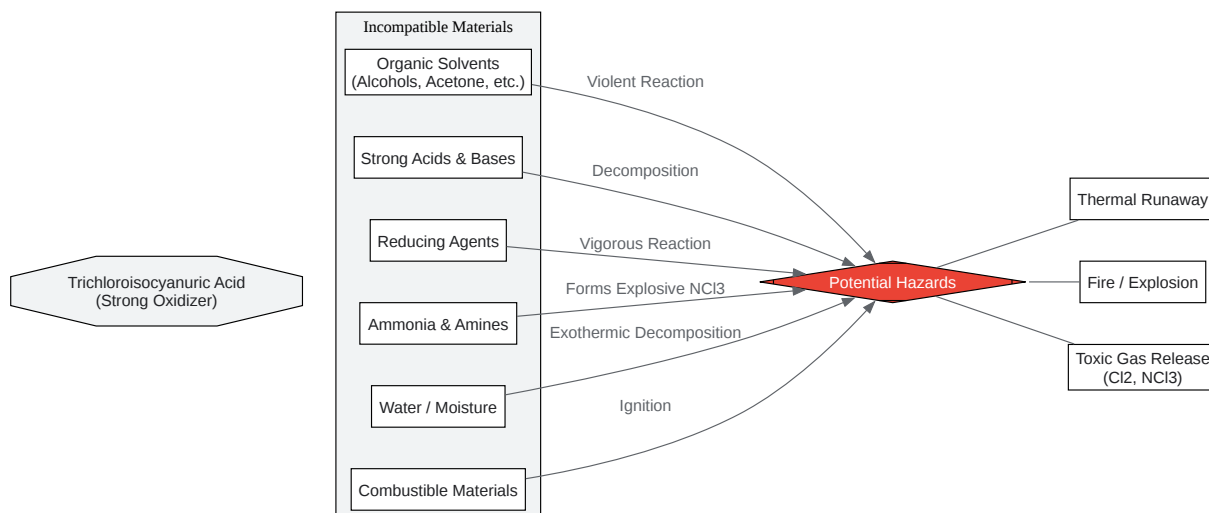 Incompatible Materials
Organic Solvents
(Alcohols, Acetone, etc.)
Violent Reaction
Strong Acids & Bases
Decomposition
Thermal Runaway
Reducing Agents
Vigorous Reaction
Trichloroisocyanuric Acid
(Strong Oxidizer)
Potential Hazards
Fire / Explosion
Forms Explosive NCl3
Ammonia & Amines
Exothermic Decomposition
Toxic Gas Release
(Cl2, NCl3)
Water / Moisture
Ignition
Combustible Materials